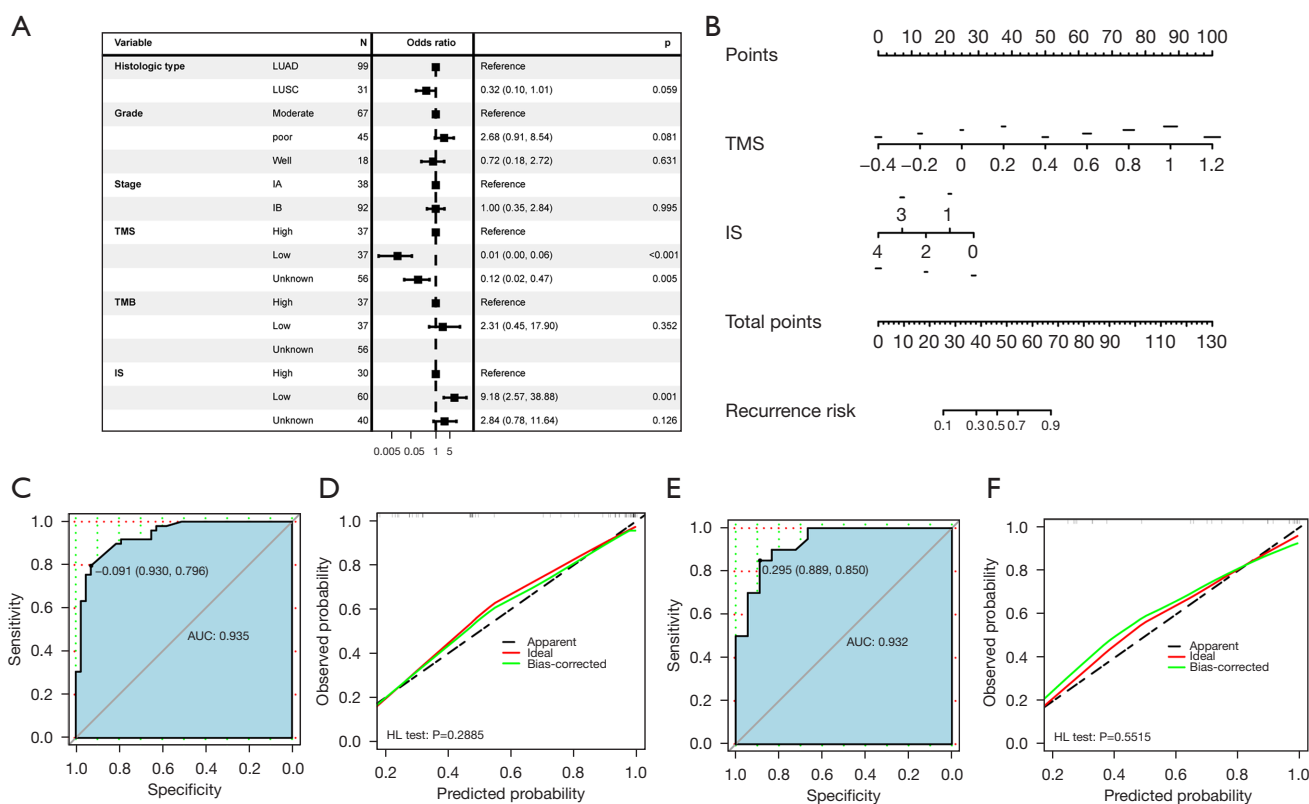 A
Variable N Odds ratio p
Histologic type LUAD 99 Reference
LUSC 31 0.32 (0.10, 1.01) 0.059
Grade Moderate 67 Reference
poor 45 2.68 (0.91, 8.54) 0.081
Well 18 0.72 (0.18, 2.72) 0.631
Stage IA 38 Reference
IB 92 1.00 (0.35, 2.84) 0.995
TMS High 37 Reference
Low 37 0.01 (0.00, 0.06) <0.001
Unknown 56 0.12 (0.02, 0.47) 0.005
TMB High 37 Reference
Low 37 2.31 (0.45, 17.90) 0.352
Unknown 56
IS High 30 Reference
Low 60 9.18 (2.57, 38.88) 0.001
Unknown 40 2.84 (0.78, 11.64) 0.126
0.005 0.05 1 5
B
Points
0 10 20 30 40 50 60 70 80 90 100
TMS
−0.4 −0.2 0 0.2 0.4 0.6 0.8 1 1.2
IS
3 1
4 2 0
Total points
0 10 20 30 40 50 60 70 80 90 110 130
Recurrence risk
0.1 0.3 0.5 0.7 0.9
C
Sensitivity
1.0
0.8
0.6
0.4
0.2
0.0
−0.091 (0.930, 0.796)
AUC: 0.935
1.0 0.8 0.6 0.4 0.2 0.0
Specificity
D
Observed probability
1.0
0.8
0.6
0.4
0.2
0.0
Apparent
Ideal
Bias-corrected
HL test: P=0.2885
0.2 0.4 0.6 0.8 1.0
Predicted probability
E
Sensitivity
1.0
0.8
0.6
0.4
0.2
0.0
0.295 (0.889, 0.850)
AUC: 0.932
1.0 0.8 0.6 0.4 0.2 0.0
Specificity
F
Observed probability
1.0
0.8
0.6
0.4
0.2
0.0
Apparent
Ideal
Bias-corrected
HL test: P=0.5515
0.2 0.4 0.6 0.8 1.0
Predicted probability